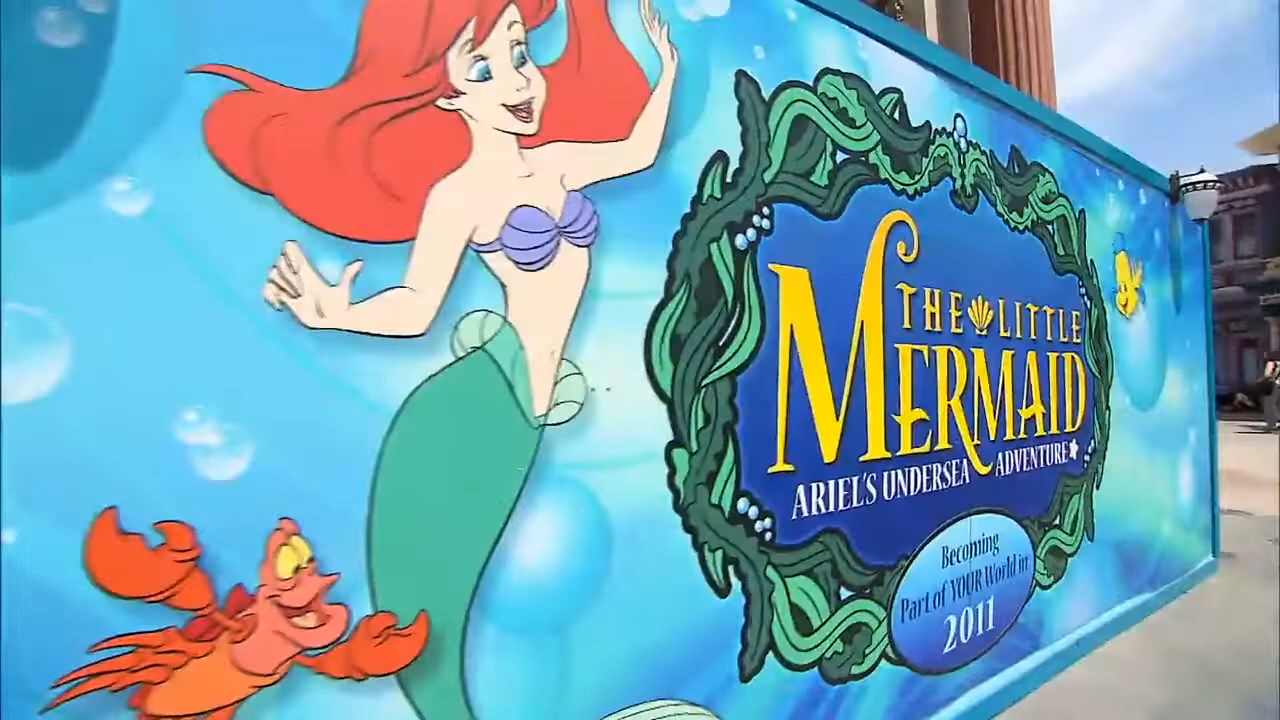 THE LITTLE
MERMAID
ARIEL'S UNDERSEA ADVENTURE
Becoming
Part of YOUR World in
2011